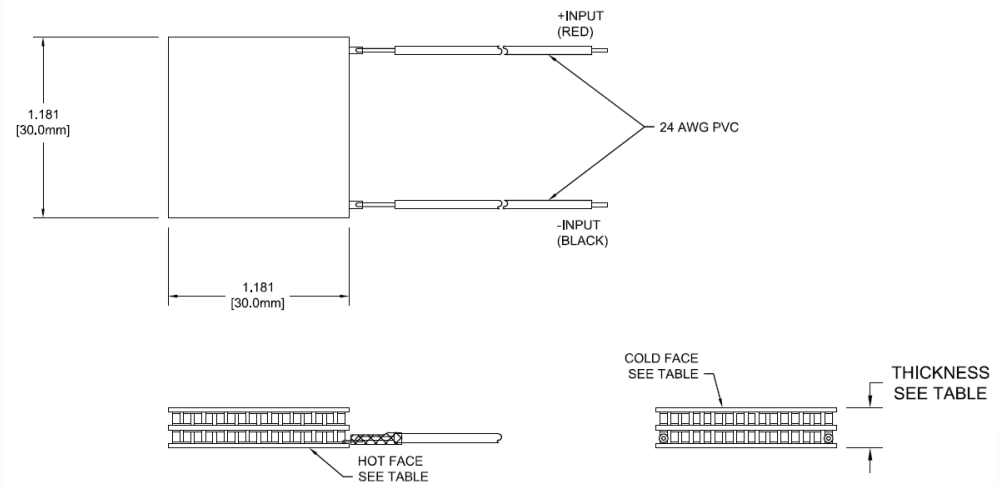 +INPUT
(RED)
1.181
[30.0mm]
24 AWG PVC
-INPUT
(BLACK)
1.181
[30.0mm]
COLD FACE
SEE TABLE
THICKNESS
SEE TABLE
HOT FACE
SEE TABLE